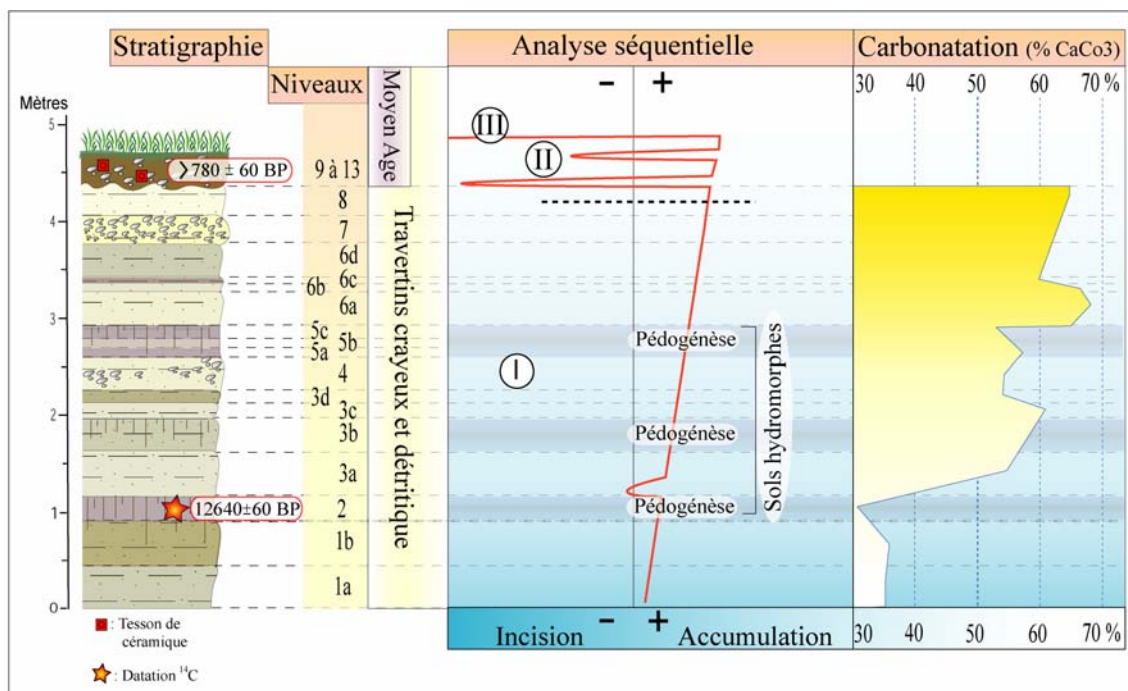 Stratigraphie
Analyse séquentielle
Carbonatation (% CaCo3)
Niveaux
Moyen Age
- +
30 40 50 60 70 %
Mètres
5
III
II
>780 ± 60 BP
9 à 13
8
4
7
6d
6c
6b
6a
3
5c
5b
5a
Pédogénèse
4
I
3d
2
3c
3b
Pédogénèse
3a
12640±60 BP
1
2
Pédogénèse
1b
1a
0
Travertins crayeux et détritique
Sols hydromorphes
Incision - + Accumulation
30 40 50 60 70 %
: Tesson de
céramique
: Datation ¹⁴C